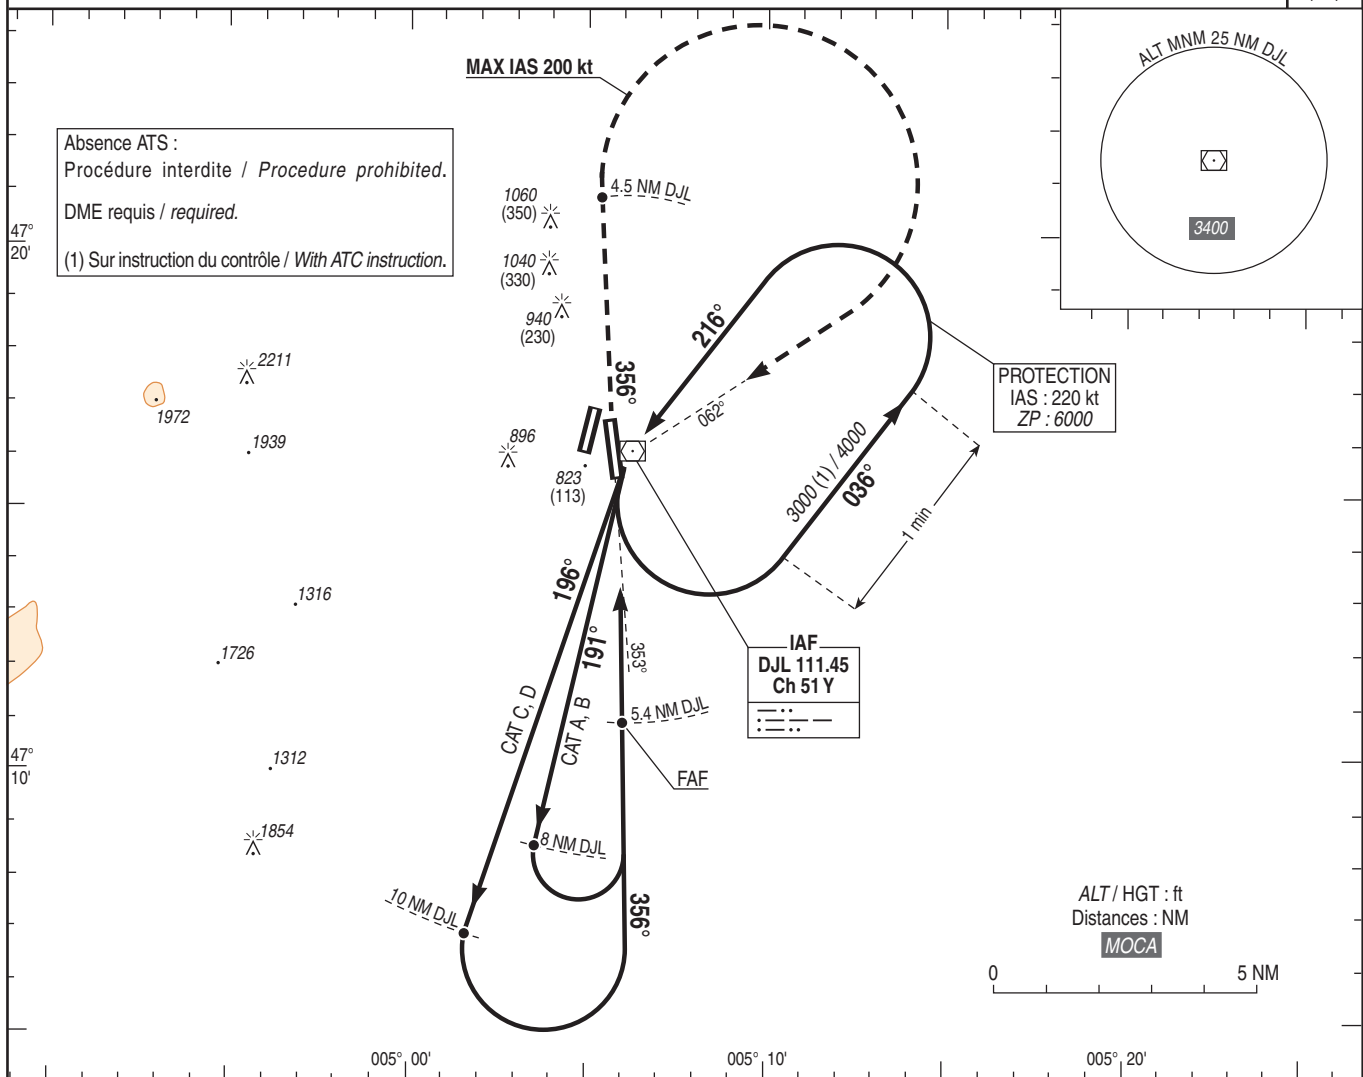 MAX IAS 200 kt
Absence ATS :
Procédure interdite / Procedure prohibited.
DME requis / required.
(1) Sur instruction du contrôle / With ATC instruction.
ALT MNM 25 NM DJL
3400
4.5 NM DJL
1060
(350)
1040
(330)
940
(230)
47°
20'
216°
356°
062°
PROTECTION
IAS : 220 kt
ZP : 6000
2211
1972
1939
896
823
(113)
3000 (1) / 4000
036°
1 min
196°
191°
353°
1316
1726
IAF
DJL 111.45
Ch 51 Y
CAT C, D
CAT A, B
5.4 NM DJL
FAF
1312
47°
10'
1854
8 NM DJL
10 NM DJL
356°
ALT / HGT : ft
Distances : NM
MOCA
0
5 NM
005° 00'
005° 10'
005° 20'